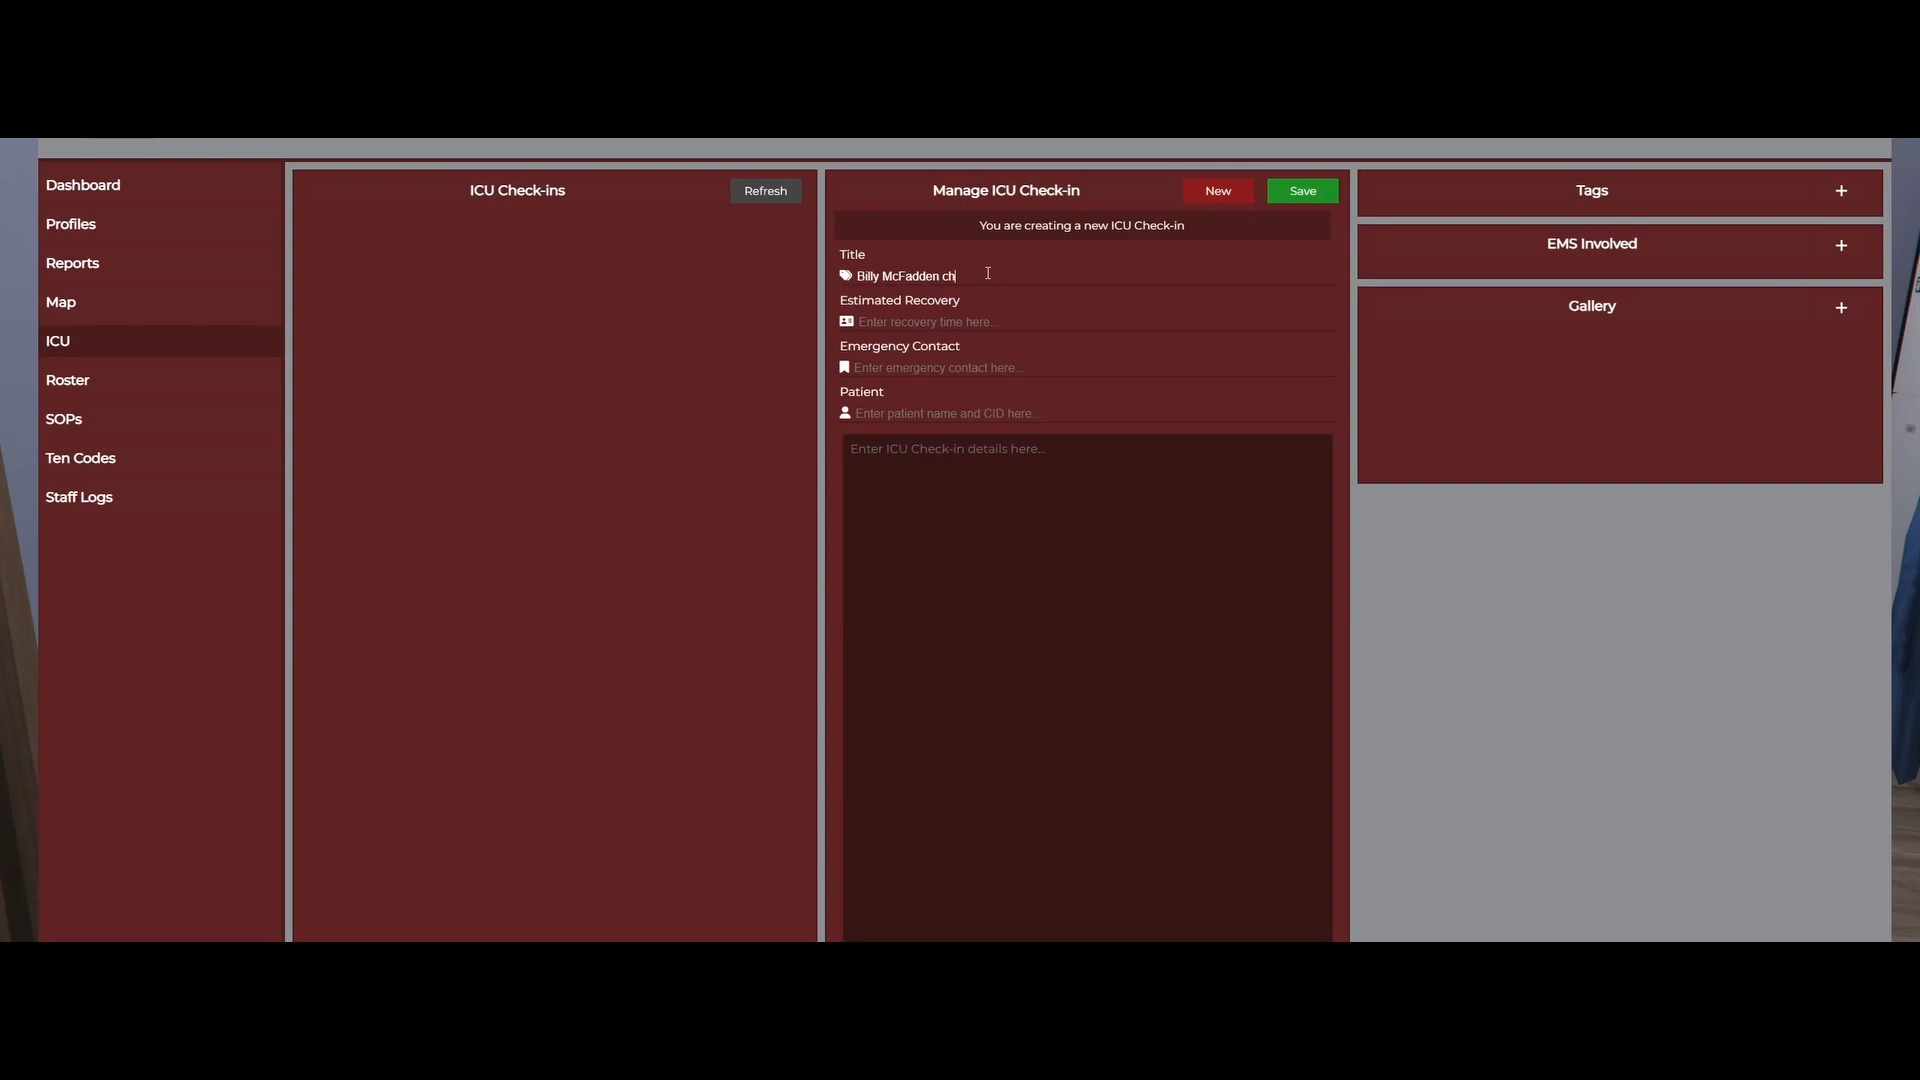 Dashboard
Profiles
Reports
Map
ICU
Roster
SOPs
Ten Codes
Staff Logs
ICU Check-ins
Refresh
Manage ICU Check-in
New
Save
You are creating a new ICU Check-in
Title
Billy McFadden ch
Estimated Recovery
Enter recovery time here...
Emergency Contact
Enter emergency contact here...
Patient
Enter patient name and CID here...
Enter ICU Check-in details here...
Tags
EMS Involved
Gallery